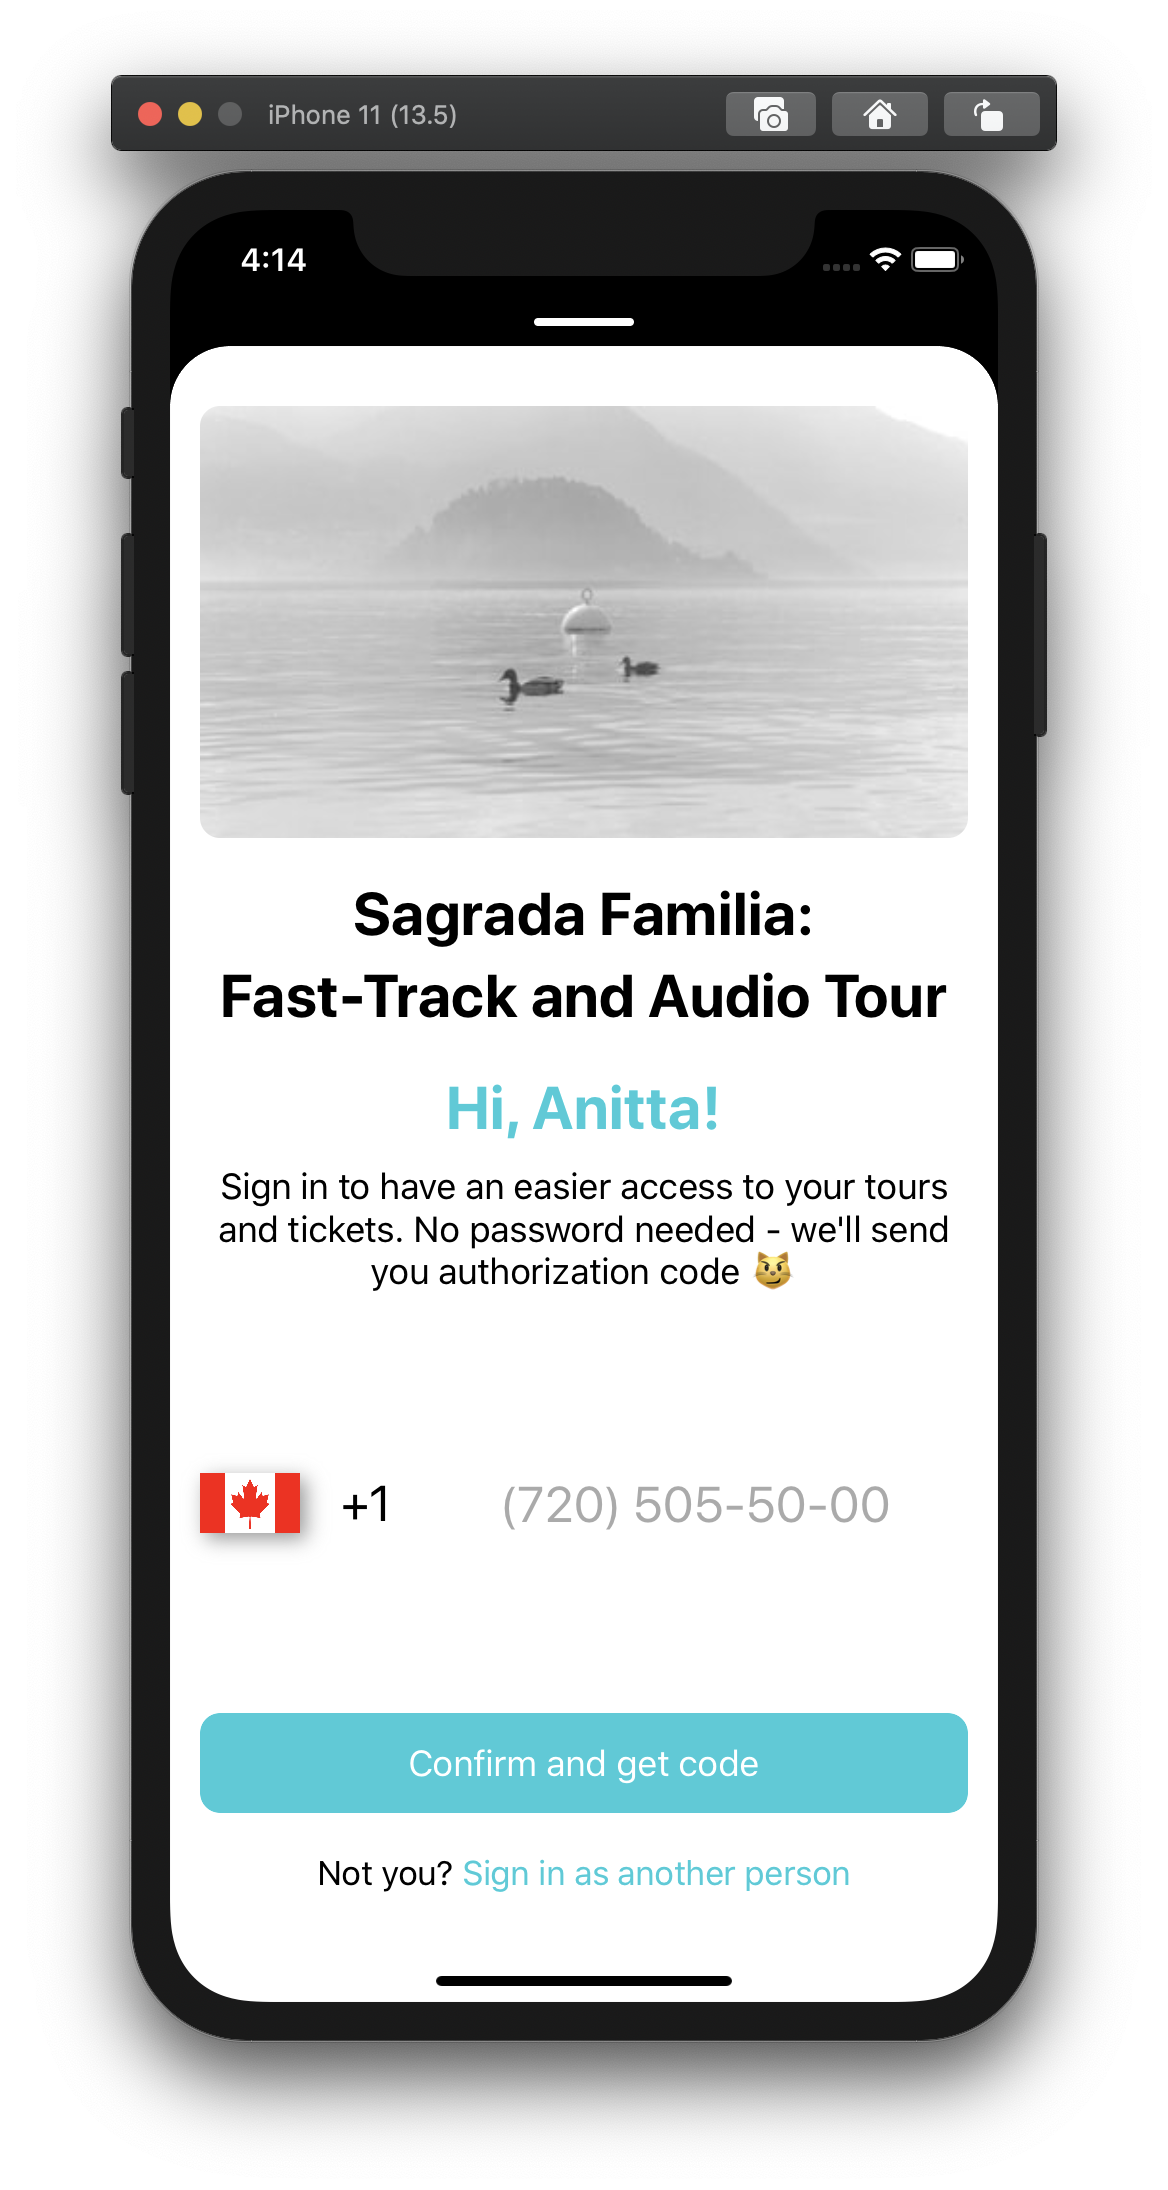 iPhone 11 (13.5)
4:14
Sagrada Familia:
Fast-Track and Audio Tour
Hi, Anitta!
Sign in to have an easier access to your tours
and tickets. No password needed - we'll send
you authorization code 😼
+1 (720) 505-50-00
Confirm and get code
Not you? Sign in as another person